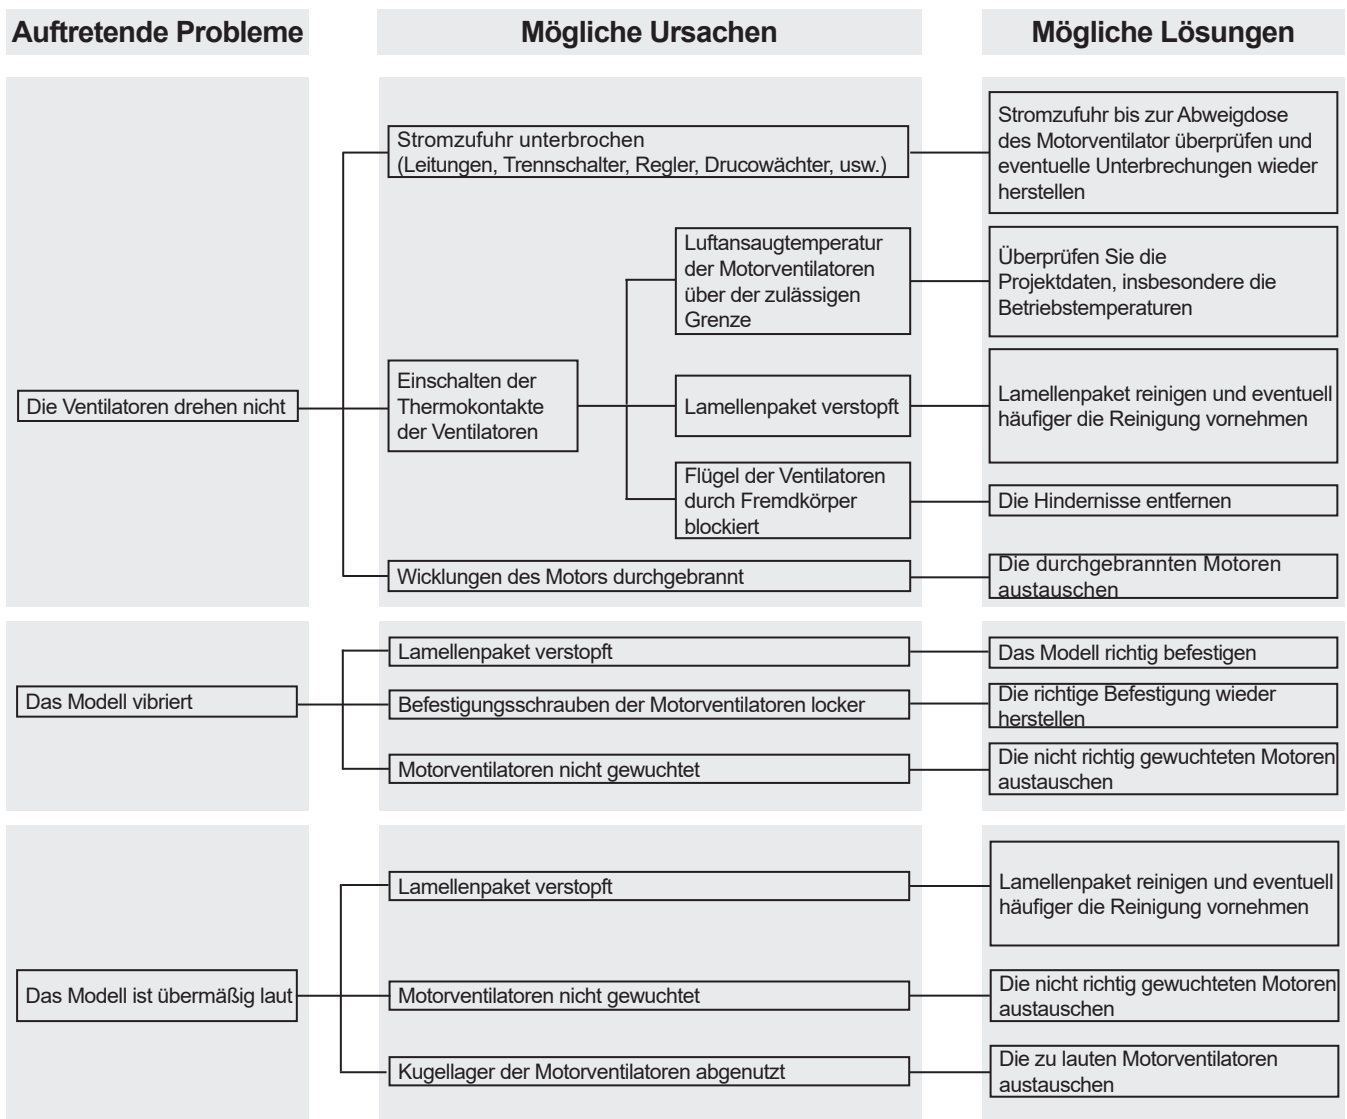 Auftretende Probleme
Mögliche Ursachen
Mögliche Lösungen
Stromzufuhr unterbrochen
(Leitungen, Trennschalter, Regler, Drucowächter, usw.)
Stromzufuhr bis zur Abweigdose
des Motorventilator überprüfen und
eventuelle Unterbrechungen wieder
herstellen
Die Ventilatoren drehen nicht
Einschalten der
Thermokontakte
der Ventilatoren
Luftansaugtemperatur
der Motorventilatoren
über der zulässigen
Grenze
Überprüfen Sie die
Projektdaten, insbesondere die
Betriebstemperaturen
Lamellenpaket verstopft
Lamellenpaket reinigen und eventuell
häufiger die Reinigung vornehmen
Flügel der Ventilatoren
durch Fremdkörper
blockiert
Die Hindernisse entfernen
Wicklungen des Motors durchgebrannt
Die durchgebrannten Motoren
austauschen
Das Modell vibriert
Lamellenpaket verstopft
Das Modell richtig befestigen
Befestigungsschrauben der Motorventilatoren locker
Die richtige Befestigung wieder
herstellen
Motorventilatoren nicht gewuchtet
Die nicht richtig gewuchteten Motoren
austauschen
Das Modell ist übermäßig laut
Lamellenpaket verstopft
Lamellenpaket reinigen und eventuell
häufiger die Reinigung vornehmen
Motorventilatoren nicht gewuchtet
Die nicht richtig gewuchteten Motoren
austauschen
Kugellager der Motorventilatoren abgenutzt
Die zu lauten Motorventilatoren
austauschen